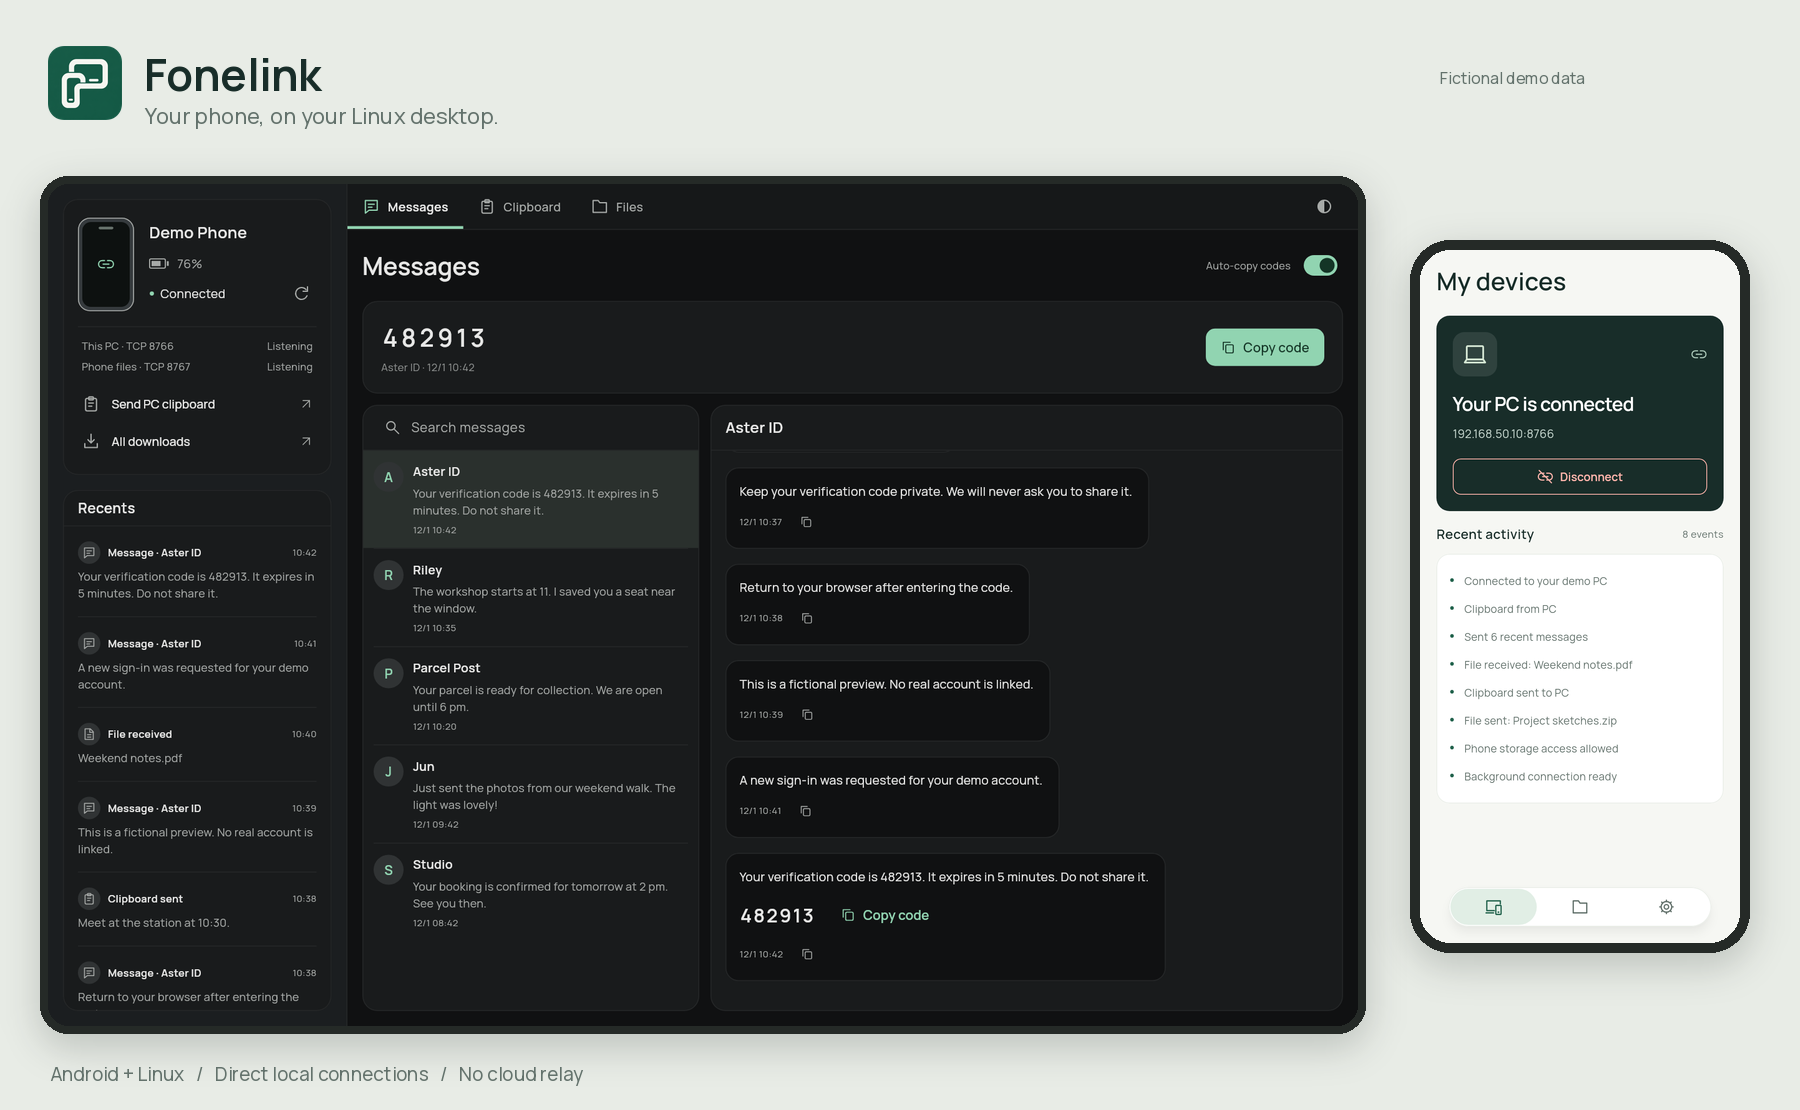 Fonelink
Your phone, on your Linux desktop.
Fictional demo data
Demo Phone
76%
Connected
This PC · TCP 8766 Listening
Phone files · TCP 8767 Listening
Send PC clipboard
All downloads
Recents
Message · Aster ID 10:42
Your verification code is 482913. It expires in
5 minutes. Do not share it.
Message · Aster ID 10:41
A new sign-in was requested for your demo
account.
File received 10:40
Weekend notes.pdf
Message · Aster ID 10:39
This is a fictional preview. No real account is
linked.
Clipboard sent 10:38
Meet at the station at 10:30.
Message · Aster ID 10:38
Return to your browser after entering the
Messages Clipboard Files
Messages
Auto-copy codes
482913
Aster ID · 12/1 10:42
Copy code
Search messages
A Aster ID
Your verification code is 482913. It expires in 5
minutes. Do not share it.
12/1 10:42
R Riley
The workshop starts at 11. I saved you a seat near
the window.
12/1 10:35
P Parcel Post
Your parcel is ready for collection. We are open
until 6 pm.
12/1 10:20
J Jun
Just sent the photos from our weekend walk. The
light was lovely!
12/1 09:42
S Studio
Your booking is confirmed for tomorrow at 2 pm.
See you then.
12/1 08:42
Aster ID
Keep your verification code private. We will never ask you to share it.
12/1 10:37
Return to your browser after entering the code.
12/1 10:38
This is a fictional preview. No real account is linked.
12/1 10:39
A new sign-in was requested for your demo account.
12/1 10:41
Your verification code is 482913. It expires in 5 minutes. Do not share it.
482913 Copy code
12/1 10:42
My devices
Your PC is connected
192.168.50.10:8766
Disconnect
Recent activity 8 events
Connected to your demo PC
Clipboard from PC
Sent 6 recent messages
File received: Weekend notes.pdf
Clipboard sent to PC
File sent: Project sketches.zip
Phone storage access allowed
Background connection ready
Android + Linux / Direct local connections / No cloud relay